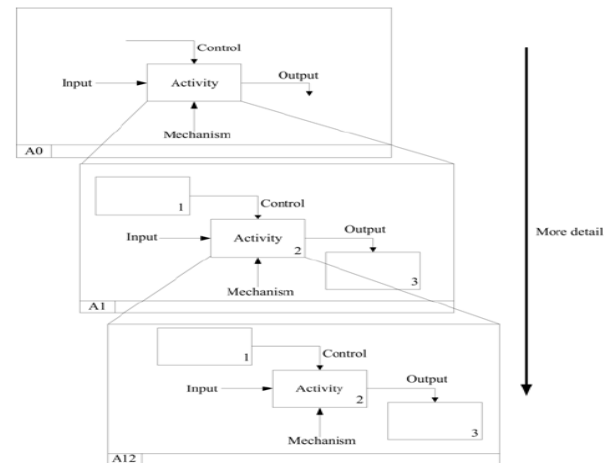 Control
Input
Activity
Output
Mechanism
A0
1
Control
Input
Activity
2
Output
3
Mechanism
A1
More detail
1
Control
Input
Activity
2
Output
3
Mechanism
A12